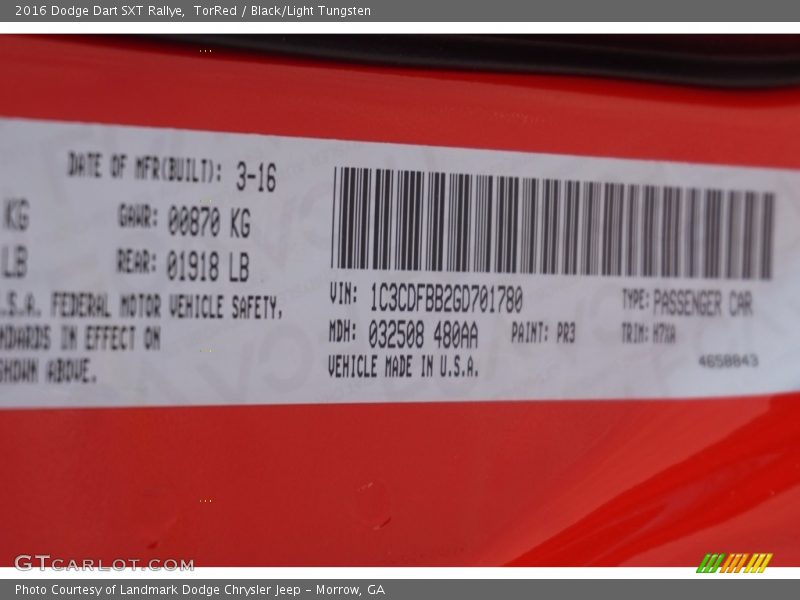 2016 Dodge Dart SXT Rallye, TorRed / Black/Light Tungsten
DATE OF MFR(BUILT): 3-16
KG GAWR: 00870 KG
LB REAR: 01918 LB
.S.A. FEDERAL MOTOR VEHICLE SAFETY,
NDARDS IN EFFECT ON
SHOWN ABOVE.
VIN: 1C3CDFBB2GD701780 TYPE: PASSENGER CAR
MDH: 032508 480AA PAINT: PR3 TRIM: H7XA
VEHICLE MADE IN U.S.A.
4658843
GTCARLOT.COM
Photo Courtesy of Landmark Dodge Chrysler Jeep – Morrow, GA